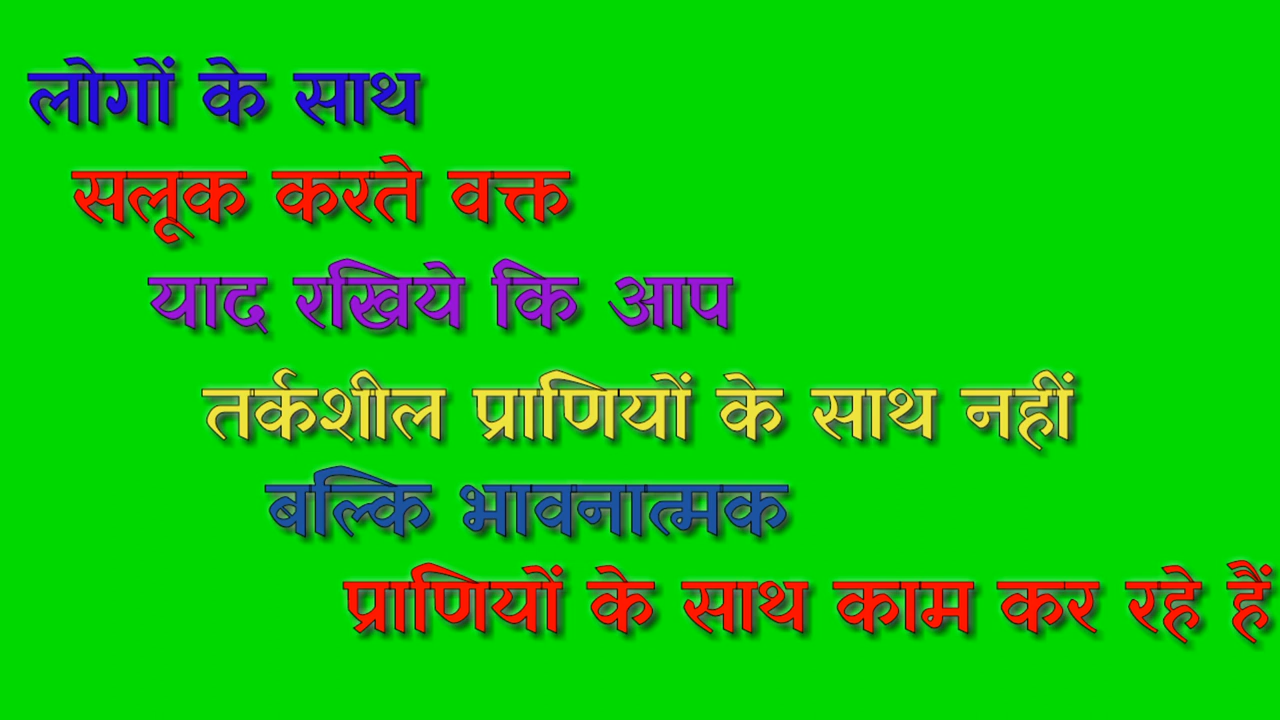 लोगों के साथ
सलूक करते वक्त
याद रखिये कि आप
तर्कशील प्राणियों के साथ नहीं
बल्कि भावनात्मक
प्राणियों के साथ काम कर रहे हैं